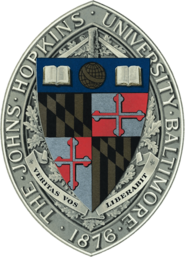 · THE · JOHNS · HOPKINS · UNIVERSITY · BALTIMORE ·
VERITAS VOS
LIBERABIT
· 1876 ·